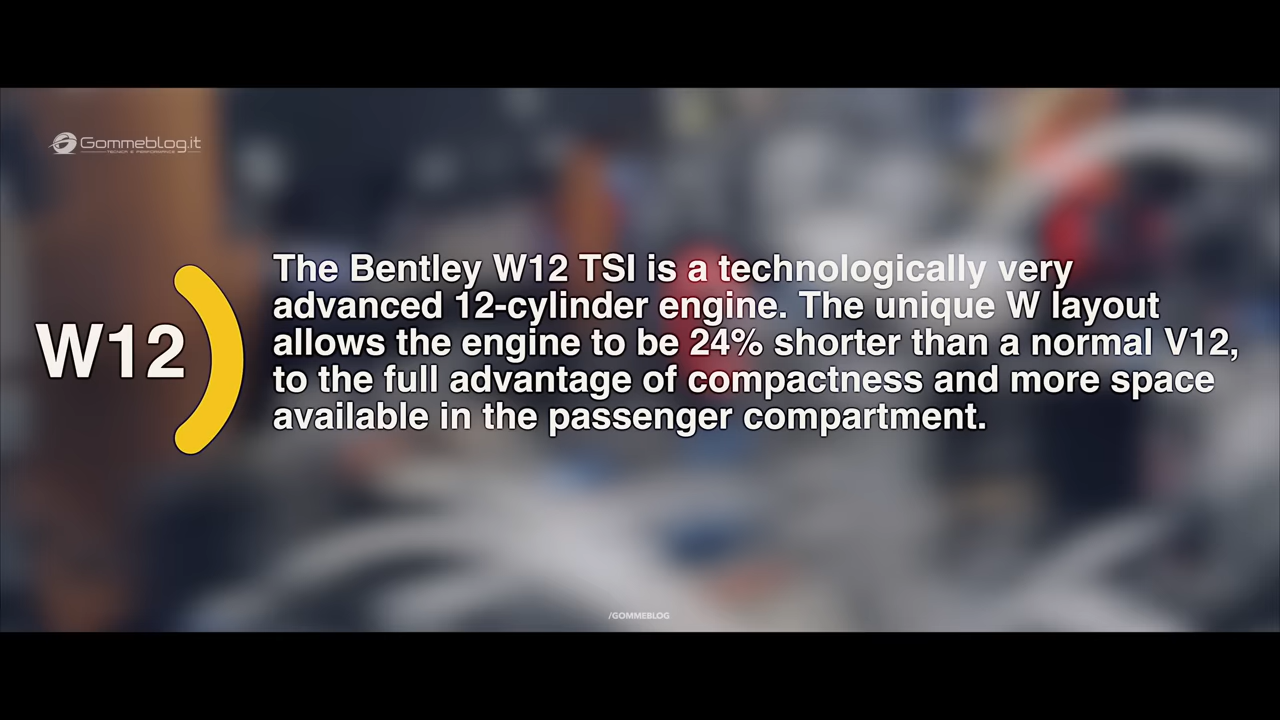 Gommeblog.it
TECNICA E PERFORMANCE
W12
The Bentley W12 TSI is a technologically very
advanced 12-cylinder engine. The unique W layout
allows the engine to be 24% shorter than a normal V12,
to the full advantage of compactness and more space
available in the passenger compartment.
/GOMMEBLOG